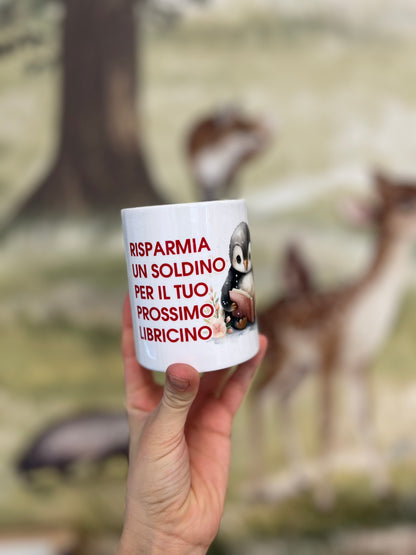 RISPARMIA
UN SOLDINO
PER IL TUO
PROSSIMO
LIBRICINO